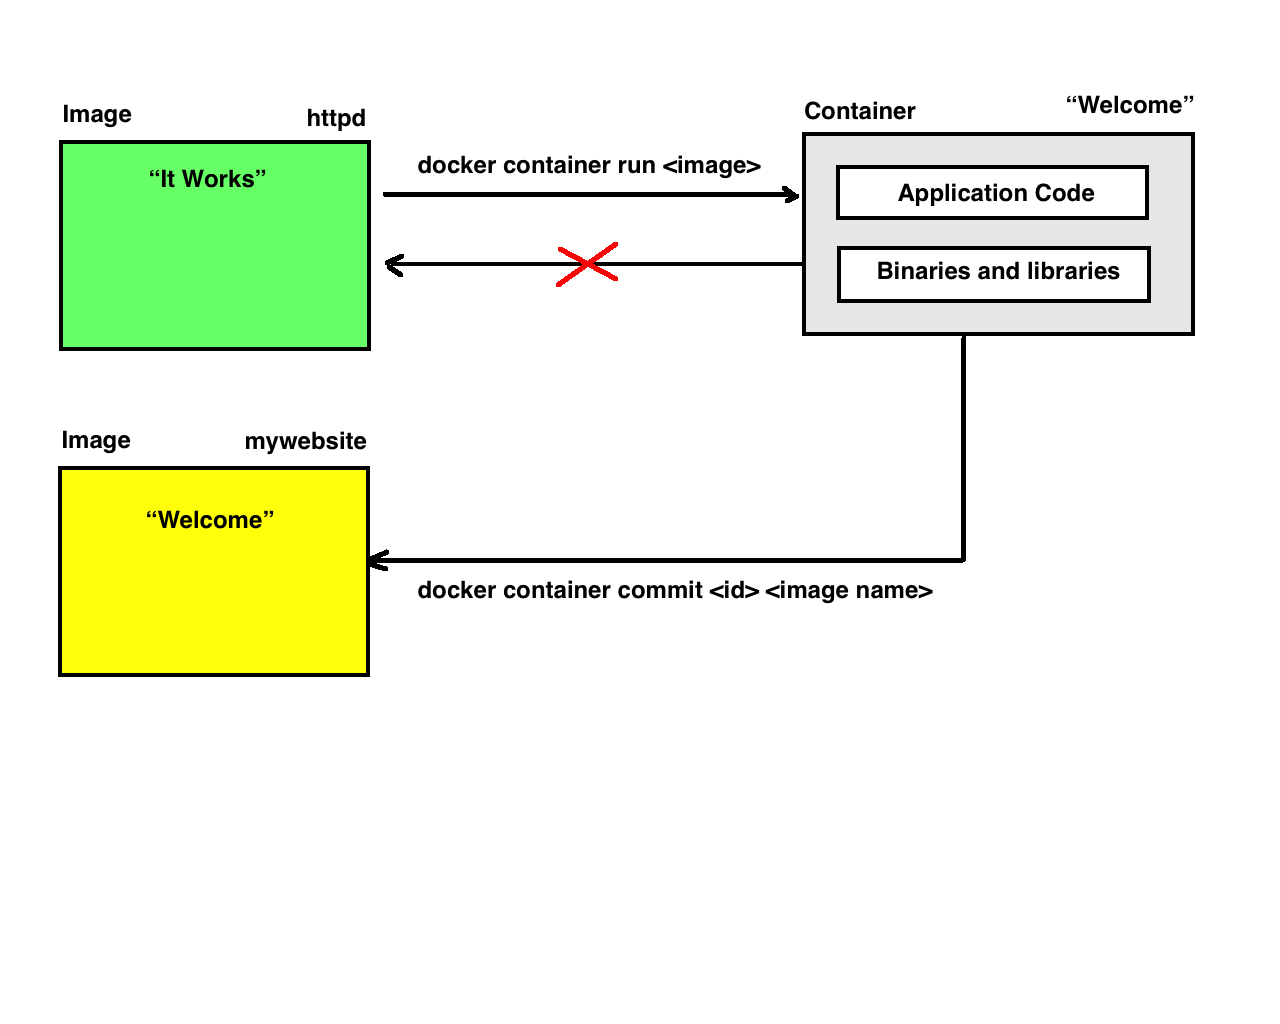 Image
httpd
“It Works”
docker container run <image>
Container
“Welcome”
Application Code
Binaries and libraries
Image
mywebsite
“Welcome”
docker container commit <id> <image name>